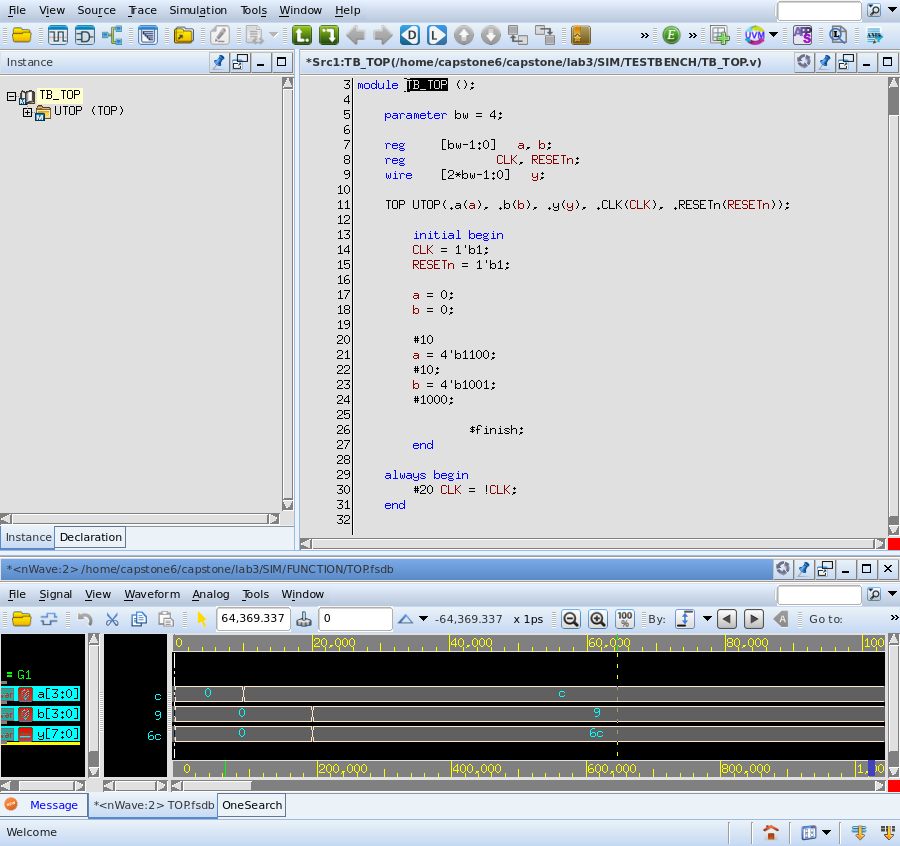 File View Source Trace Simulation Tools Window Help
Instance
*Src1:TB_TOP(/home/capstone6/capstone/lab3/SIM/TESTBENCH/TB_TOP.v)
TB_TOP
UTOP (TOP)
3 module TB_TOP ();
4
5 parameter bw = 4;
6
7 reg [bw-1:0] a, b;
8 reg CLK, RESETn;
9 wire [2*bw-1:0] y;
10
11 TOP UTOP(.a(a), .b(b), .y(y), .CLK(CLK), .RESETn(RESETn));
12
13 initial begin
14 CLK = 1'b1;
15 RESETn = 1'b1;
16
17 a = 0;
18 b = 0;
19
20 #10
21 a = 4'b1100;
22 #10;
23 b = 4'b1001;
24 #1000;
25
26 $finish;
27 end
28
29 always begin
30 #20 CLK = !CLK;
31 end
32
Instance Declaration
*<nWave:2> /home/capstone6/capstone/lab3/SIM/FUNCTION/TOP.fsdb
File Signal View Waveform Analog Tools Window
64,369.337 0 -64,369.337 x 1ps 100 % By: Go to: »
0 20,000 40,000 60,000 80,000 100
= G1
a[3:0] c 0 c
b[3:0] 9 0 9
y[7:0] 6c 0 6c
0 200,000 400,000 600,000 800,000
Message *<nWave:2> TOP.fsdb OneSearch
Welcome